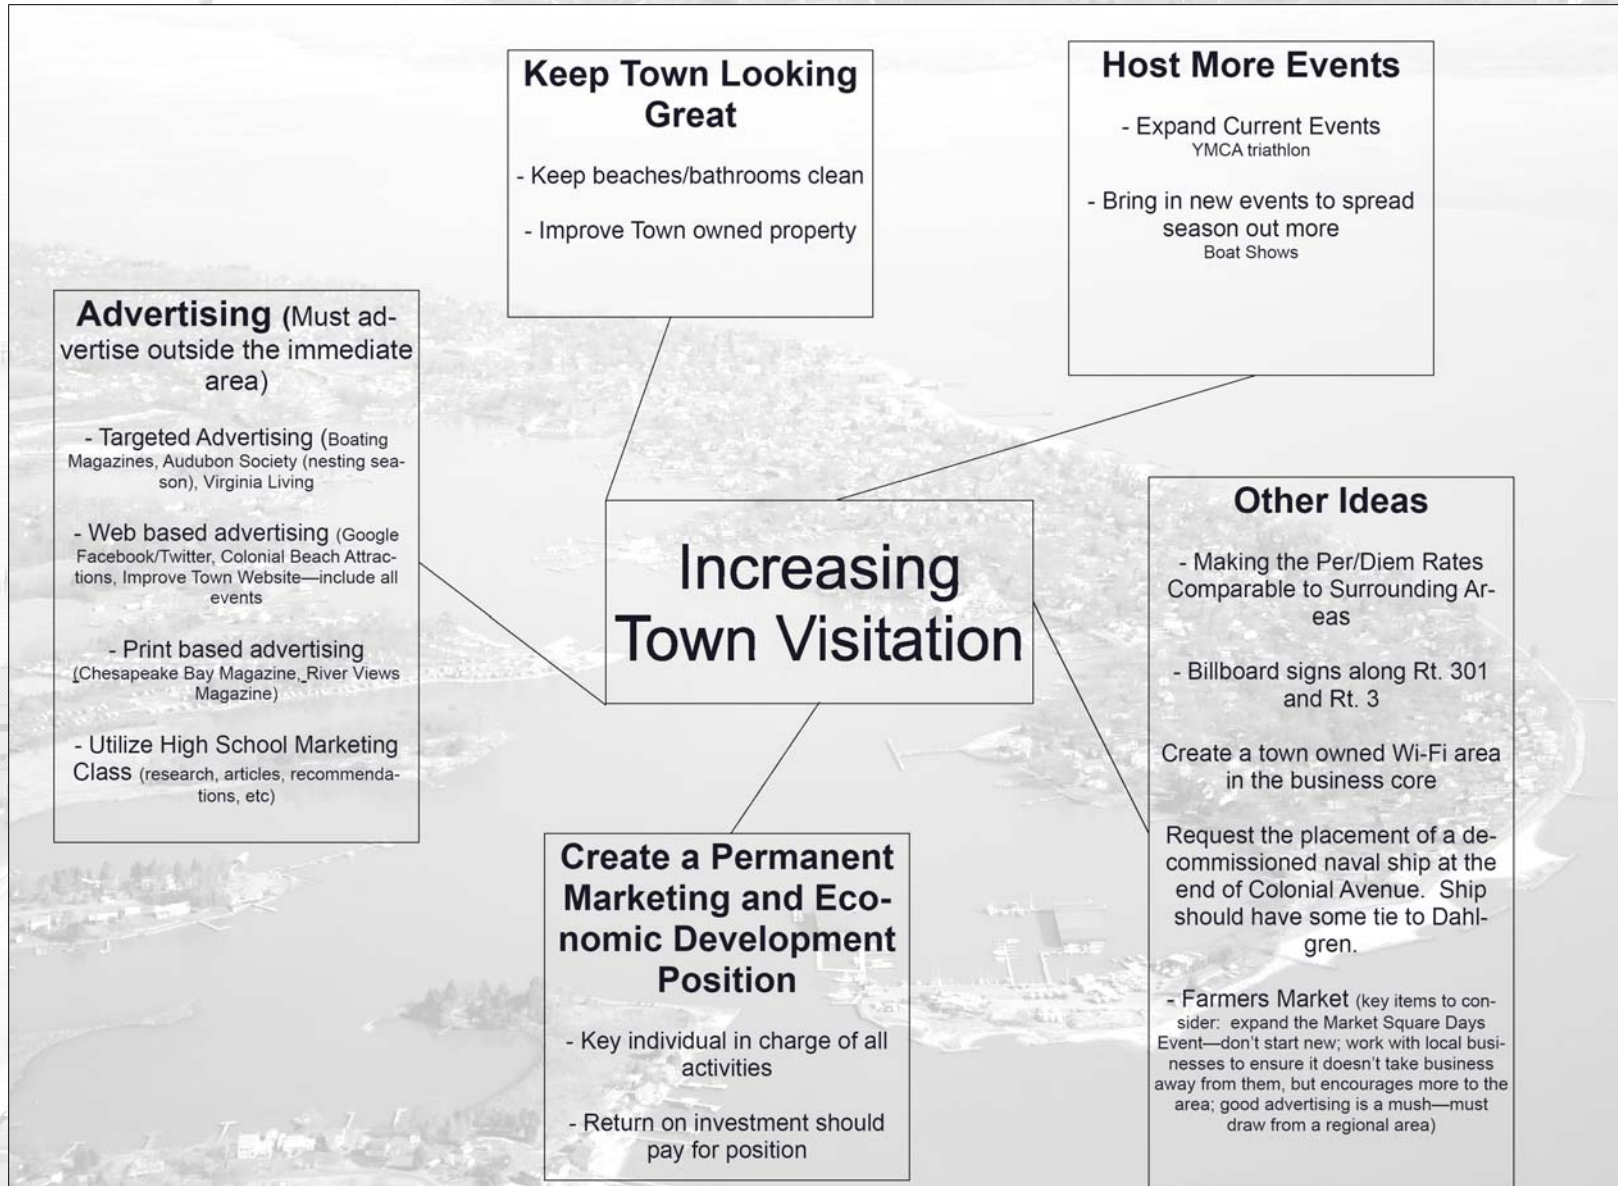 Keep Town Looking
Great
- Keep beaches/bathrooms clean
- Improve Town owned property
Host More Events
- Expand Current Events
YMCA triathlon
- Bring in new events to spread
season out more
Boat Shows
Advertising (Must ad-
vertise outside the immediate
area)
- Targeted Advertising (Boating
Magazines, Audubon Society (nesting sea-
son), Virginia Living
- Web based advertising (Google
Facebook/Twitter, Colonial Beach Attrac-
tions, Improve Town Website—include all
events
- Print based advertising
(Chesapeake Bay Magazine, River Views
Magazine)
- Utilize High School Marketing
Class (research, articles, recommenda-
tions, etc)
Increasing
Town Visitation
Other Ideas
- Making the Per/Diem Rates
Comparable to Surrounding Ar-
eas
- Billboard signs along Rt. 301
and Rt. 3
Create a town owned Wi-Fi area
in the business core
Request the placement of a de-
commissioned naval ship at the
end of Colonial Avenue.  Ship
should have some tie to Dahl-
gren.
- Farmers Market (key items to con-
sider:  expand the Market Square Days
Event—don't start new; work with local busi-
nesses to ensure it doesn't take business
away from them, but encourages more to the
area; good advertising is a mush—must
draw from a regional area)
Create a Permanent
Marketing and Eco-
nomic Development
Position
- Key individual in charge of all
activities
- Return on investment should
pay for position